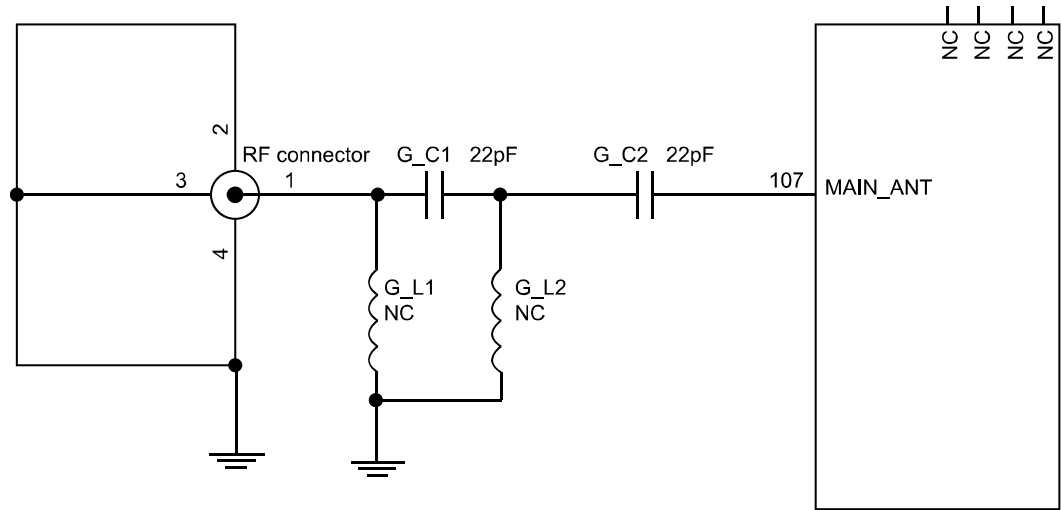 NC NC NC NC
2
RF connector
G_C1 22pF
G_C2 22pF
3
1
107
MAIN_ANT
4
G_L1
NC
G_L2
NC